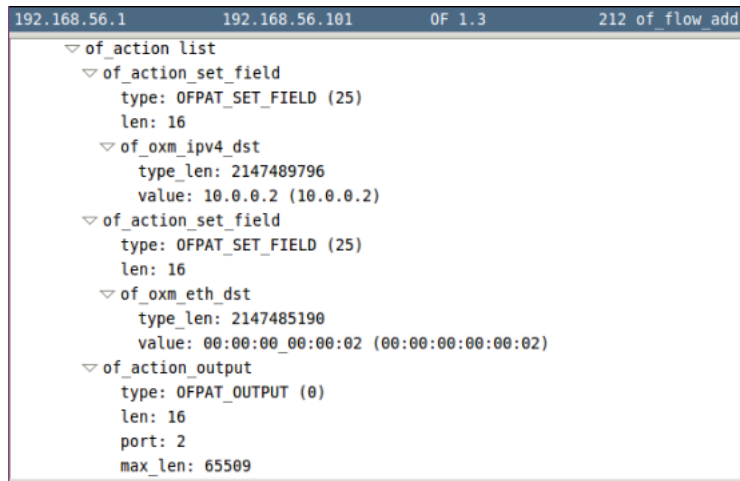 192.168.56.1 192.168.56.101 OF 1.3 212 of_flow_add
of_action list
of_action_set_field
type: OFPAT_SET_FIELD (25)
len: 16
of_oxm_ipv4_dst
type_len: 2147489796
value: 10.0.0.2 (10.0.0.2)
of_action_set_field
type: OFPAT_SET_FIELD (25)
len: 16
of_oxm_eth_dst
type_len: 2147485190
value: 00:00:00_00:00:02 (00:00:00:00:00:02)
of_action_output
type: OFPAT_OUTPUT (0)
len: 16
port: 2
max_len: 65509